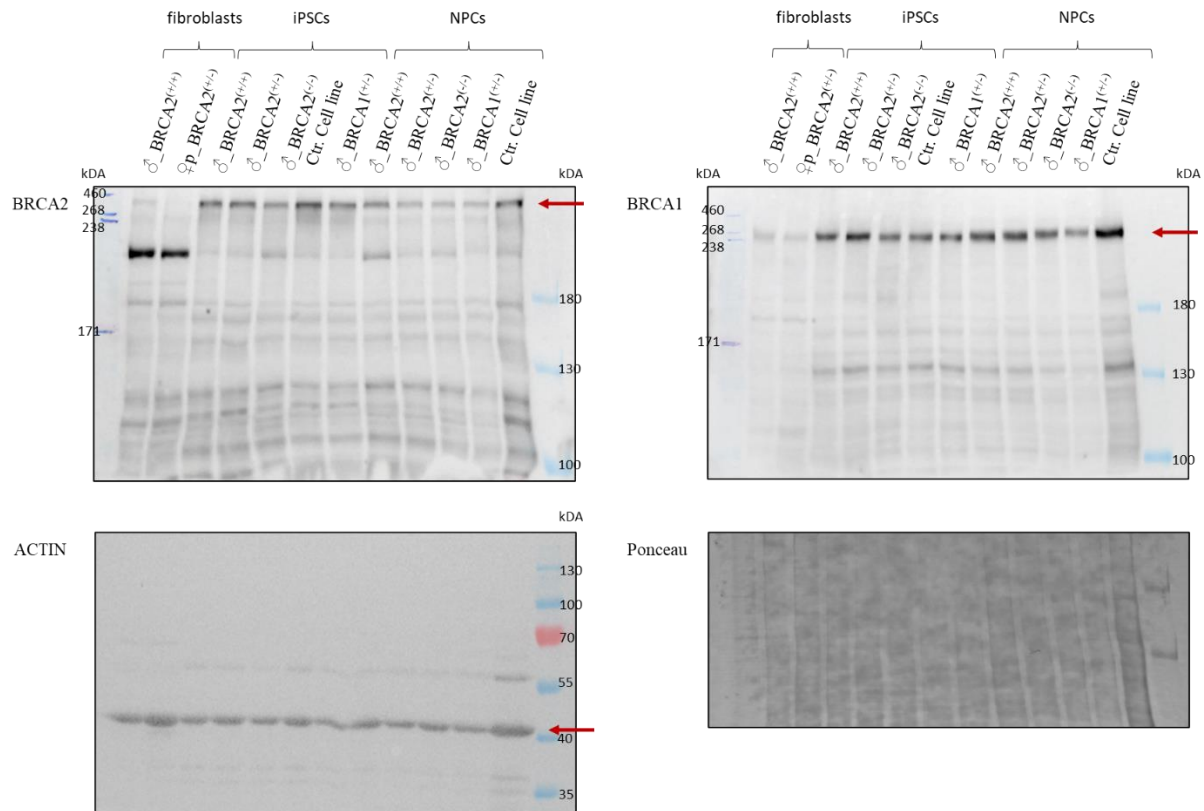 fibroblasts iPSCs NPCs
♂_BRCA2(+/+)
♀p_BRCA2(+/-)
♂_BRCA2(+/+)
♂_BRCA2(+/-)
♂_BRCA2(-/-)
Ctr. Cell line
♂_BRCA1(+/-)
♂_BRCA2(+/+)
♂_BRCA2(+/-)
♂_BRCA2(-/-)
♂_BRCA1(+/-)
Ctr. Cell line
kDA
kDA
BRCA2
460
268
238
171
180
130
100
fibroblasts iPSCs NPCs
♂_BRCA2(+/+)
♀p_BRCA2(+/-)
♂_BRCA2(+/+)
♂_BRCA2(+/-)
♂_BRCA2(-/-)
Ctr. Cell line
♂_BRCA1(+/-)
♂_BRCA2(+/+)
♂_BRCA2(+/-)
♂_BRCA2(-/-)
♂_BRCA1(+/-)
Ctr. Cell line
kDA
kDA
BRCA1
460
268
238
171
180
130
100
kDA
ACTIN
130
100
70
55
40
35
Ponceau